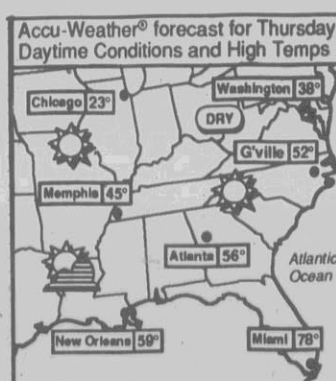 Accu-Weather® forecast for Thursday
Daytime Conditions and High Temps
Washington 38°
Chicago 23°
DRY
G'ville 52°
Memphis 45°
Atlanta 56°
Atlantic
Ocean
New Orleans 59°
Miami 78°